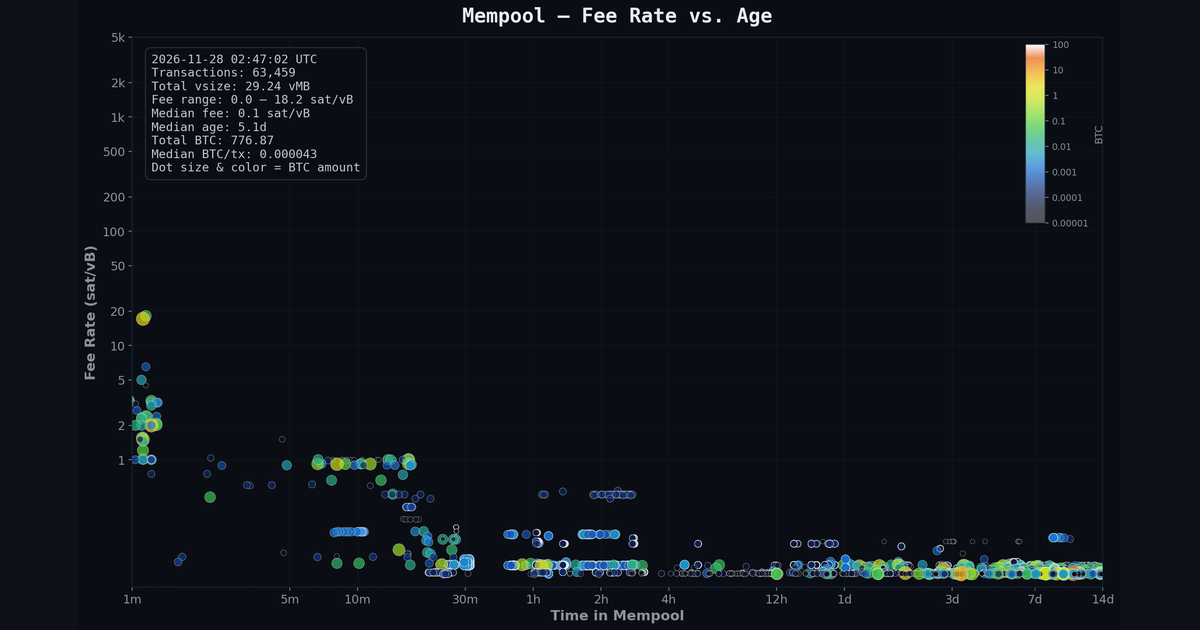 Mempool — Fee Rate vs. Age
2026-11-28 02:47:02 UTC
Transactions: 63,459
Total vsize: 29.24 vMB
Fee range: 0.0 – 18.2 sat/vB
Median fee: 0.1 sat/vB
Median age: 5.1d
Total BTC: 776.87
Median BTC/tx: 0.000043
Dot size & color = BTC amount
5k
2k
1k
500
200
100
50
20
10
5
2
1
Fee Rate (sat/vB)
100
10
1
0.1
0.01
0.001
0.0001
0.00001
BTC
1m 5m 10m 30m 1h 2h 4h 12h 1d 3d 7d 14d
Time in Mempool